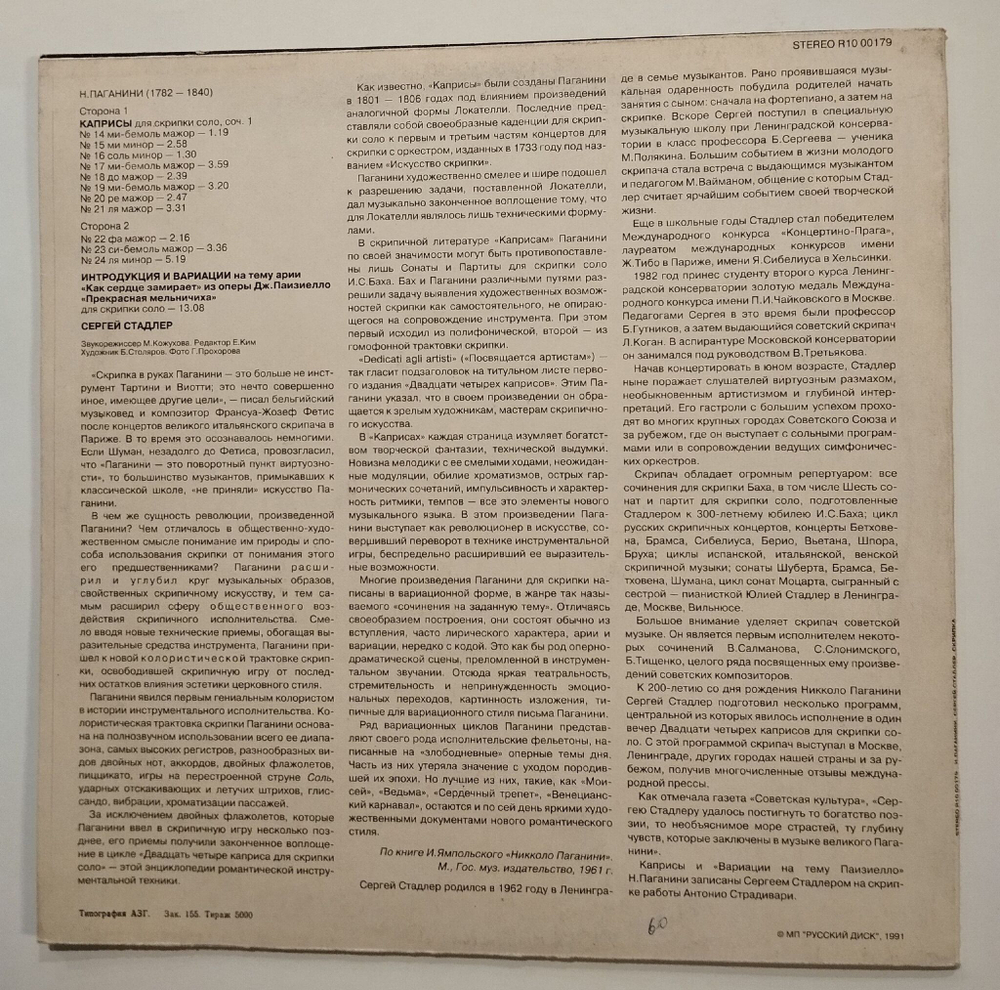 STEREO R10 00179
Н.ПАГАНИНИ (1782 — 1840)
Сторона 1
КАПРИСЫ для скрипки соло, соч. 1
№ 14 ми-бемоль мажор — 1.19
№ 15 ми минор — 2.58
№ 16 соль минор — 1.30
№ 17 ми-бемоль мажор — 3.59
№ 18 до мажор — 2.39
№ 19 ми-бемоль мажор — 3.20
№ 20 ре мажор — 2.47
№ 21 ля мажор — 3.31
Сторона 2
№ 22 фа мажор — 2.16
№ 23 си-бемоль мажор — 3.36
№ 24 ля минор — 5.19
ИНТРОДУКЦИЯ И ВАРИАЦИИ на тему арии
«Как сердце замирает» из оперы Дж.Паизиелло
«Прекрасная мельничиха»
для скрипки соло — 13.08
СЕРГЕЙ СТАДЛЕР
Звукорежиссер М.Кожухова. Редактор Е.Ким
Художник Б.Столяров. Фото Г.Прохорова
«Скрипка в руках Паганини — это больше не инст-
румент Тартини и Виотти; это нечто совершенно
иное, имеющее другие цели», — писал бельгийский
музыковед и композитор Франсуа-Жозеф Фетис
после концертов великого итальянского скрипача в
Париже. В то время это осознавалось немногими.
Если Шуман, незадолго до Фетиса, провозгласил,
что «Паганини — это поворотный пункт виртуозно-
сти», то большинство музыкантов, примыкавших к
классической школе, «не приняли» искусство Па-
ганини.
В чем же сущность революции, произведенной
Паганини? Чем отличалось в общественно-худо-
жественном смысле понимание им природы и спо-
соба использования скрипки от понимания этого
его предшественниками? Паганини расши-
рил и углубил круг музыкальных образов,
свойственных скрипичному искусству, и тем са-
мым расширил сферу общественного воз-
действия скрипичного исполнительства. Сме-
ло вводя новые технические приемы, обогащая вы-
разительные средства инструмента, Паганини при-
шел к новой колористической трактовке скрип-
ки, освободившей скрипичную игру от послед-
них остатков влияния эстетики церковного стиля.
Паганини явился первым гениальным колористом
в истории инструментального исполнительства. Ко-
лористическая трактовка скрипки Паганини основа-
на на полнозвучном использовании всего ее диапа-
зона, самых высоких регистров, разнообразных ви-
дов двойных нот, аккордов, двойных флажолетов,
пиццикато, игры на перестроенной струне Соль,
ударных отскакивающих и летучих штрихов, глис-
сандо, вибрации, хроматизации пассажей.
За исключением двойных флажолетов, которые
Паганини ввел в скрипичную игру несколько поз-
днее, его приемы получили законченное воплоще-
ние в цикле «Двадцать четыре каприса для скрипки
соло» — этой энциклопедии романтической инстру-
ментальной техники.
Типография АЗГ. Зак. 155. Тираж 5000
Как известно, «Каприсы» были созданы Паганини
в 1801 — 1806 годах под влиянием произведений
аналогичной формы Локателли. Последние пред-
ставляли собой своеобразные каденции для скрип-
ки соло к первым и третьим частям концертов для
скрипки с оркестром, изданных в 1733 году под наз-
ванием «Искусство скрипки».
Паганини художественно смелее и шире подошел
к разрешению задачи, поставленной Локателли,
дал музыкально законченное воплощение тому, что
для Локателли являлось лишь техническими форму-
лами.
В скрипичной литературе «Каприсам» Паганини
по своей значимости могут быть противопоставле-
ны лишь Сонаты и Партиты для скрипки соло
И.С.Баха. Бах и Паганини различными путями раз-
решили задачу выявления художественных возмож-
ностей скрипки как самостоятельного, не опираю-
щегося на сопровождение инструмента. При этом
первый исходил из полифонической, второй — из
гомофонной трактовки скрипки.
«Dedicati agli artisti» («Посвящается артистам») —
так гласит подзаголовок на титульном листе перво-
го издания «Двадцати четырех каприсов». Этим Па-
ганини указал, что в своем произведении он обра-
щается к зрелым художникам, мастерам скрипично-
го искусства.
В «Каприсах» каждая страница изумляет богатст-
вом творческой фантазии, технической выдумки.
Новизна мелодики с ее смелыми ходами, неожидан-
ные модуляции, обилие хроматизмов, острых гар-
монических сочетаний, импульсивность и характер-
ность ритмики, темпов — все это элементы нового
музыкального языка. В этом произведении Пага-
нини выступает как революционер в искусстве, со-
вершивший переворот в технике инструментальной
игры, беспредельно расширивший ее выразитель-
ные возможности.
Многие произведения Паганини для скрипки на-
писаны в вариационной форме, в жанре так назы-
ваемого «сочинения на заданную тему». Отличаясь
своеобразием построения, они состоят обычно из
вступления, часто лирического характера, арии и
вариации, нередко с кодой. Это как бы род оперно-
драматической сцены, преломленной в инструмен-
тальном звучании. Отсюда яркая театральность,
стремительность и непринужденность эмоцио-
нальных переходов, картинность изложения, ти-
пичные для вариационного стиля письма Паганини.
Ряд вариационных циклов Паганини представ-
ляют своего рода исполнительские фельетоны, на-
писанные на «злободневные» оперные темы дня.
Часть из них утеряла значение с уходом породив-
шей их эпохи. Но лучшие из них, такие, как «Мои-
сей», «Ведьма», «Сердечный трепет», «Венециан-
ский карнавал», остаются и по сей день яркими худо-
жественными документами нового романтического
стиля.
По книге И.Ямпольского «Никколо Паганини».
М., Гос. муз. издательство, 1961 г.
Сергей Стадлер родился в 1962 году в Ленингра-
де в семье музыкантов. Рано проявившаяся музы-
кальная одаренность побудила родителей начать
занятия с сыном: сначала на фортепиано, а затем на
скрипке. Вскоре Сергей поступил в специальную
музыкальную школу при Ленинградской консерва-
тории в класс профессора Б.Сергеева — ученика
М.Полякина. Большим событием в жизни молодого
скрипача стала встреча с выдающимся музыкантом
и педагогом М.Вайманом, общение с которым Стад-
лер считает ярчайшим событием своей творческой
жизни.
Еще в школьные годы Стадлер стал победителем
Международного конкурса «Концертино-Прага»,
лауреатом международных конкурсов имени
Ж.Тибо в Париже, имени Я.Сибелиуса в Хельсинки.
1982 год принес студенту второго курса Ленинг-
радской консерватории золотую медаль Междуна-
родного конкурса имени П.И.Чайковского в Москве.
Педагогами Сергея в это время были профессор
Б.Гутников, а затем выдающийся советский скрипач
Л.Коган. В аспирантуре Московской консерватории
он занимался под руководством В.Третьякова.
Начав концертировать в юном возрасте, Стадлер
ныне поражает слушателей виртуозным размахом,
необыкновенным артистизмом и глубиной интер-
претаций. Его гастроли с большим успехом прохо-
дят во многих крупных городах Советского Союза и
за рубежом, где он выступает с сольными програм-
мами или в сопровождении ведущих симфоничес-
ких оркестров.
Скрипач обладает огромным репертуаром: все
сочинения для скрипки Баха, в том числе Шесть со-
нат и партит для скрипки соло, подготовленные
Стадлером к 300-летнему юбилею И.С.Баха; цикл
русских скрипичных концертов, концерты Бетхове-
на, Брамса, Сибелиуса, Берио, Вьетана, Шпора,
Бруха; циклы испанской, итальянской, венской
скрипичной музыки; сонаты Шуберта, Брамса, Бе-
тховена, Шумана, цикл сонат Моцарта, сыгранный с
сестрой — пианисткой Юлией Стадлер в Ленингра-
де, Москве, Вильнюсе.
Большое внимание уделяет скрипач советской
музыке. Он является первым исполнителем некото-
рых сочинений В.Салманова, С.Слонимского,
Б.Тищенко, целого ряда посвященных ему произве-
дений советских композиторов.
К 200-летию со дня рождения Никколо Паганини
Сергей Стадлер подготовил несколько программ,
центральной из которых явилось исполнение в один
вечер Двадцати четырех каприсов для скрипки со-
ло. С этой программой скрипач выступал в Москве,
Ленинграде, других городах нашей страны и за ру-
бежом, получив многочисленные отзывы междуна-
родной прессы.
Как отмечала газета «Советская культура», «Сер-
гею Стадлеру удалось постигнуть то богатство поэ-
зии, то необъяснимое море страстей, ту глубину
чувств, которые заключены в музыке великого Пага-
нини».
Каприсы и «Вариации на тему Паизиелло»
Н.Паганини записаны Сергеем Стадлером на скрип-
ке работы Антонио Страдивари.
60
© МП "РУССКИЙ ДИСК", 1991